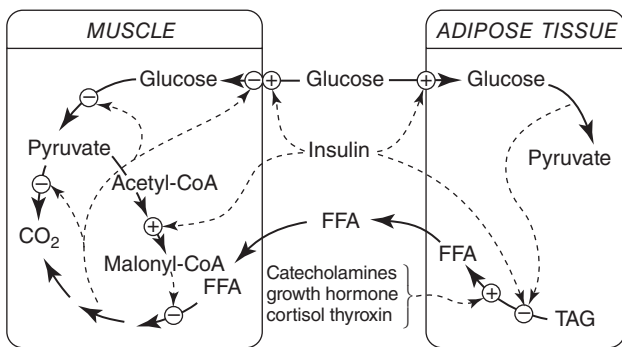 MUSCLE
ADIPOSE TISSUE
Glucose
− +
Glucose
+
Glucose
−
Pyruvate
Insulin
Pyruvate
−
Acetyl-CoA
+
CO₂
FFA
FFA
Malonyl-CoA
FFA
Catecholamines
growth hormone
cortisol thyroxin
+
−
−
TAG